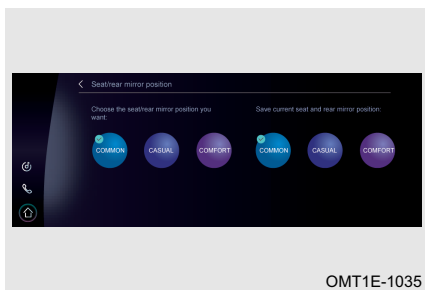 Seat/rear mirror position
Choose the seat/rear mirror position you
want:
COMMON
CASUAL
COMFORT
Save current seat and rear mirror position:
COMMON
CASUAL
COMFORT
OMT1E-1035